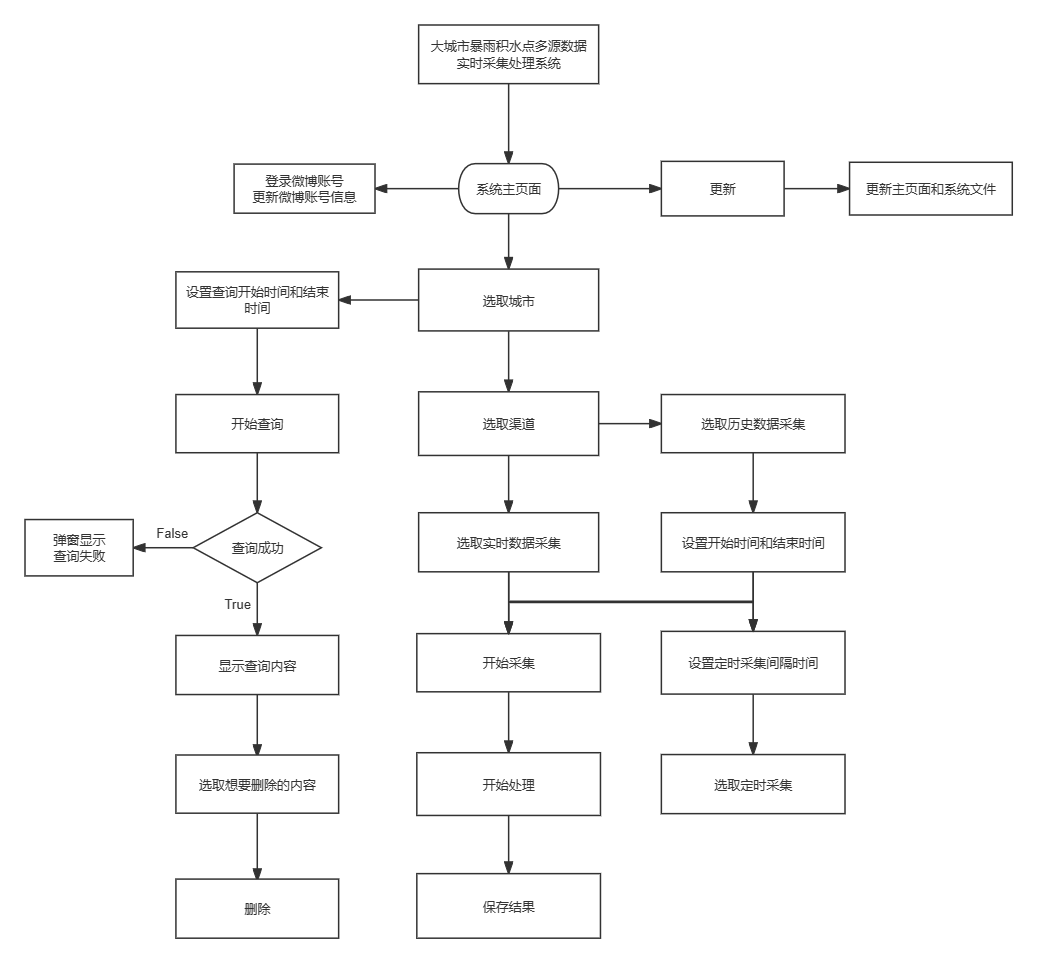 大城市暴雨积水点多源数据
实时采集处理系统
登录微博账号
更新微博账号信息
系统主页面
更新
更新主页面和系统文件
设置查询开始时间和结束
时间
选取城市
开始查询
选取渠道
选取历史数据采集
弹窗显示
查询失败
False
查询成功
选取实时数据采集
设置开始时间和结束时间
True
显示查询内容
开始采集
设置定时采集间隔时间
选取想要删除的内容
开始处理
选取定时采集
删除
保存结果